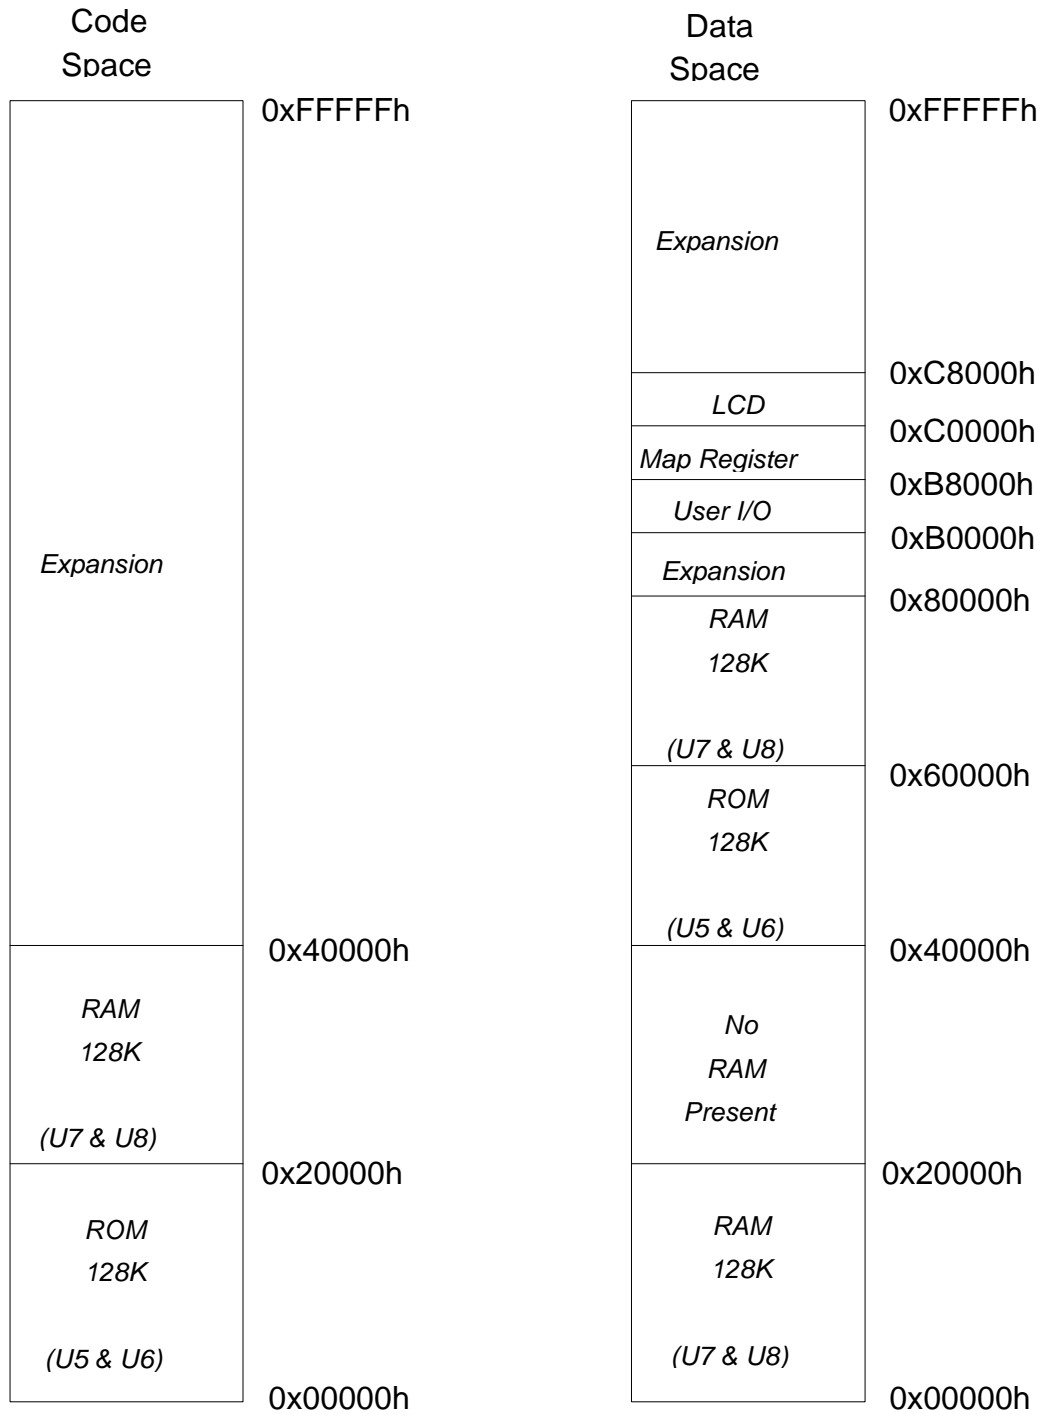 Code
Space
0xFFFFFh
Expansion
0x40000h
RAM
128K
(U7 & U8)
0x20000h
ROM
128K
(U5 & U6)
0x00000h
Data
Space
0xFFFFFh
Expansion
0xC8000h
LCD
0xC0000h
Map Register
0xB8000h
User I/O
0xB0000h
Expansion
0x80000h
RAM
128K
(U7 & U8)
0x60000h
ROM
128K
(U5 & U6)
0x40000h
No
RAM
Present
0x20000h
RAM
128K
(U7 & U8)
0x00000h